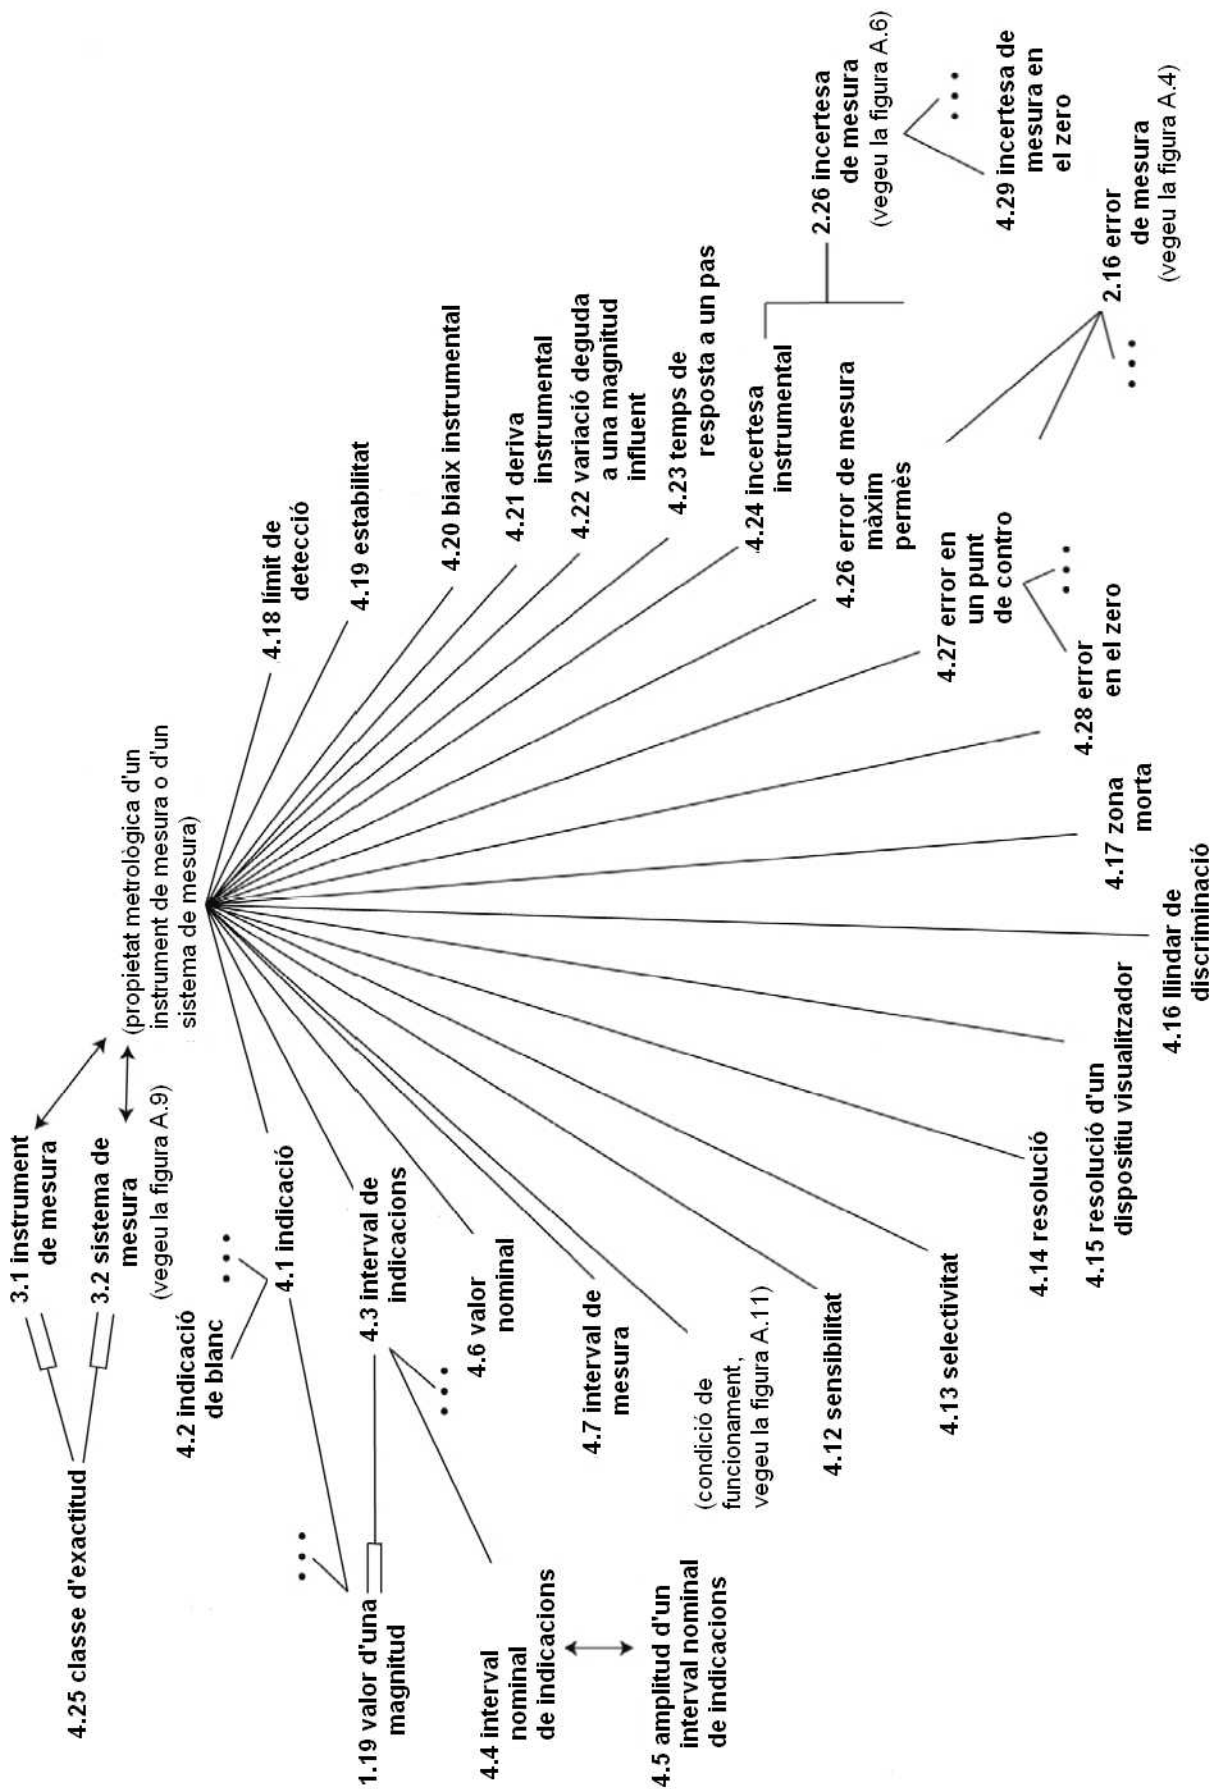 4.25 classe d'exactitud
3.1 instrument
de mesura
3.2 sistema de
mesura
(vegeu la figura A.9)
(propietat metrològica d'un
instrument de mesura o d'un
sistema de mesura)
4.2 indicació
de blanc
4.1 indicació
1.19 valor d'una
magnitud
4.3 interval de
indicacions
4.4 interval
nominal
de indicacions
4.5 amplitud d'un
interval nominal
de indicacions
4.6 valor
nominal
4.7 interval de
mesura
(condició de
funcionament,
vegeu la figura A.11)
4.12 sensibilitat
4.13 selectivitat
4.14 resolució
4.15 resolució d'un
dispositiu visualitzador
4.16 llindar de
discriminació
4.17 zona
morta
4.28 error
en el zero
4.27 error en
un punt
de contro
4.26 error de mesura
màxim
permès
4.24 incertesa
instrumental
4.23 temps de
resposta a un pas
4.22 variació deguda
a una magnitud
influent
4.21 deriva
instrumental
4.20 biaix instrumental
4.19 estabilitat
4.18 límit de
detecció
2.26 incertesa
de mesura
(vegeu la figura A.6)
4.29 incertesa de
mesura en
el zero
2.16 error
de mesura
(vegeu la figura A.4)